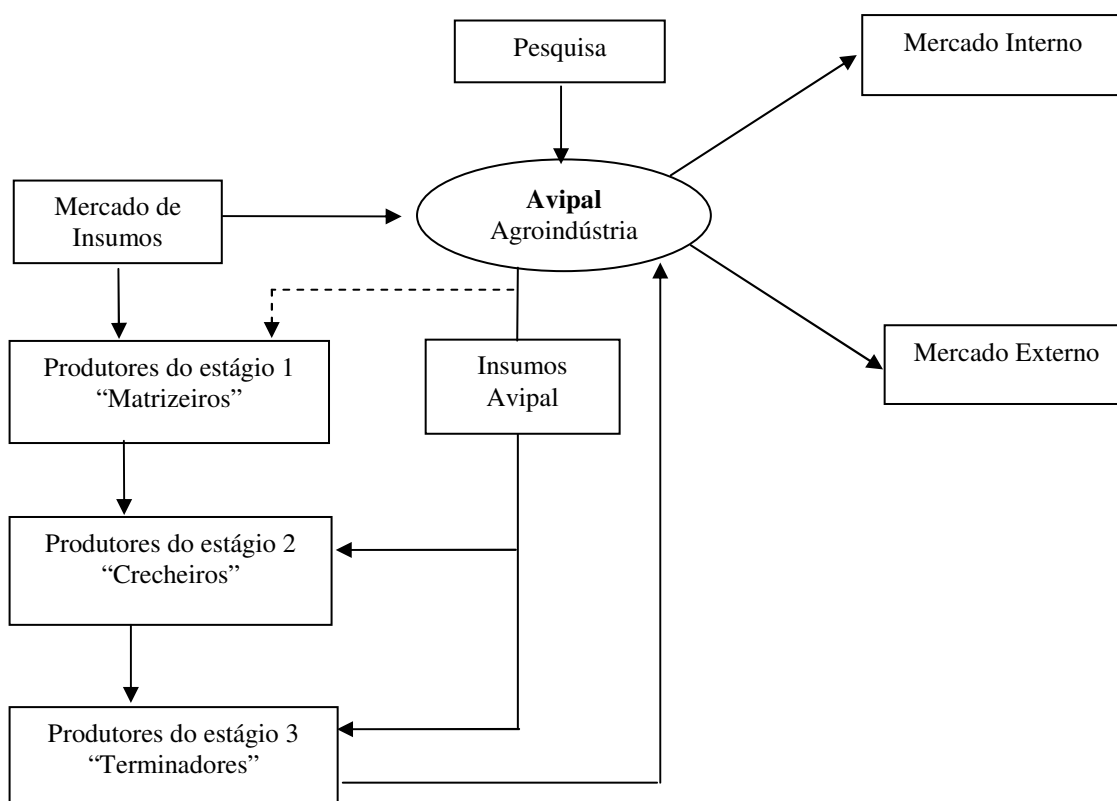 Pesquisa
Mercado Interno
Mercado de
Insumos
Avipal
Agroindústria
Mercado Externo
Produtores do estágio 1
“Matrizeiros”
Insumos
Avipal
Produtores do estágio 2
“Crecheiros”
Produtores do estágio 3
“Terminadores”